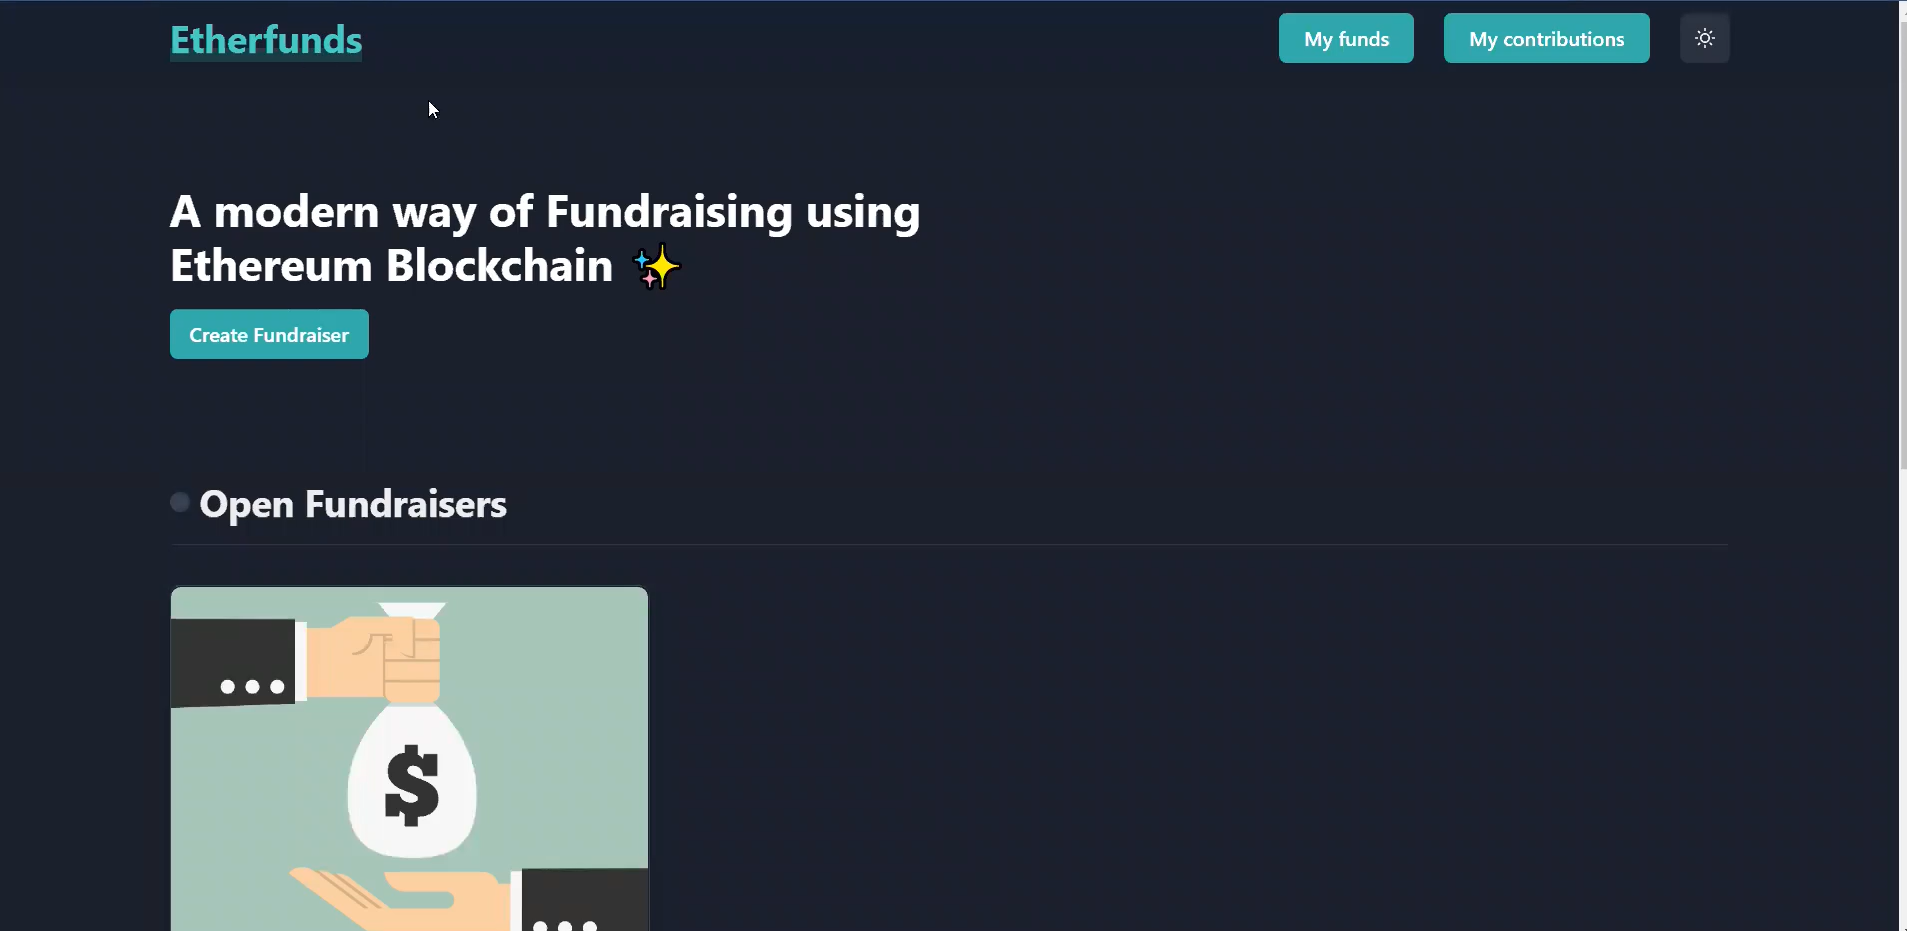 Etherfunds
My funds
My contributions
A modern way of Fundraising using
Ethereum Blockchain ✨
Create Fundraiser
Open Fundraisers
$